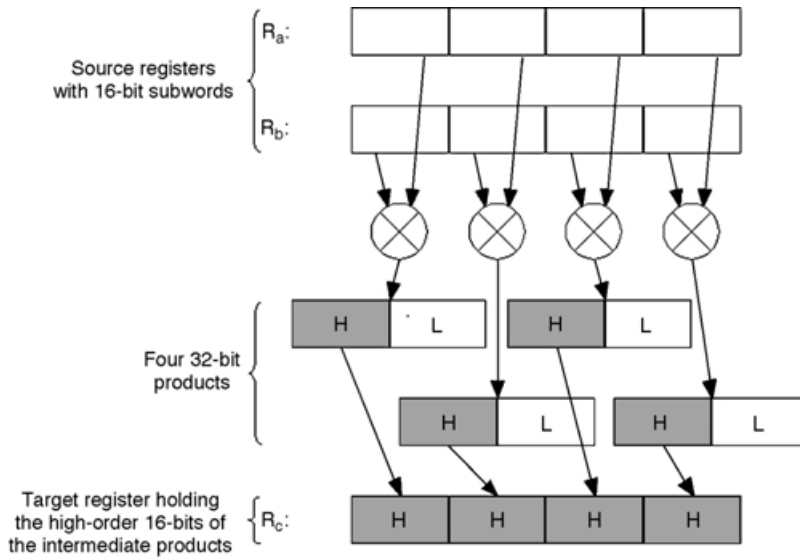 Rₐ:
Source registers
with 16-bit subwords
R_b:
H L H L
Four 32-bit
products
H L H L
Target register holding
the high-order 16-bits of
the intermediate products
R_c:
H H H H